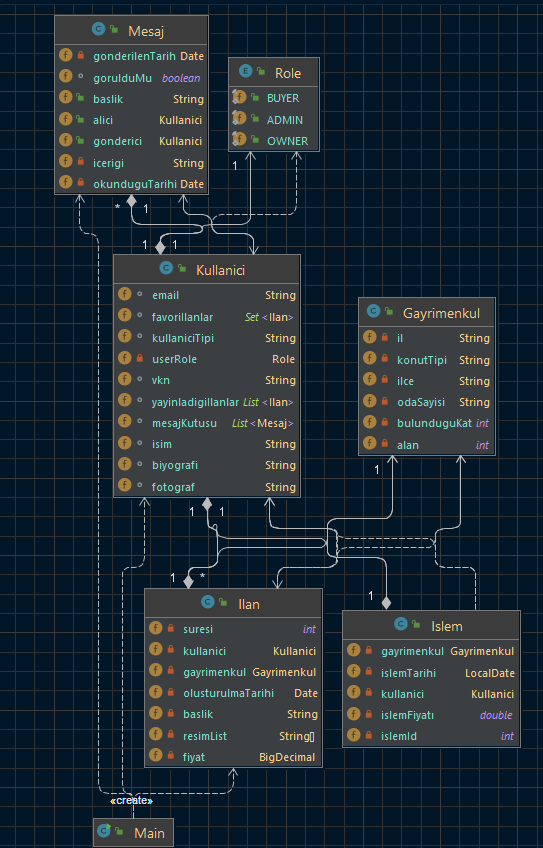 Mesaj
gonderilenTarih Date
gorulduMu boolean
baslik String
alici Kullanici
gonderici Kullanici
icerigi String
okunduguTarihi Date
Role
BUYER
ADMIN
OWNER
1
* 1
1 1
Kullanici
email String
favorilIanlar Set <Ilan>
kullaniciTipi String
userRole Role
vkn String
yayinladigiIlanlar List <Ilan>
mesajKutusu List <Mesaj>
isim String
biyografi String
fotograf String
Gayrimenkul
il String
konutTipi String
ilce String
odaSayisi String
bulunduguKat int
alan int
1
1 1
1 *
1
Ilan
suresi int
kullanici Kullanici
gayrimenkul Gayrimenkul
olusturulmaTarihi Date
baslik String
resimList String[]
fiyat BigDecimal
Islem
gayrimenkul Gayrimenkul
islemTarihi LocalDate
kullanici Kullanici
islemFiyatı double
islemId int
«create»
Main